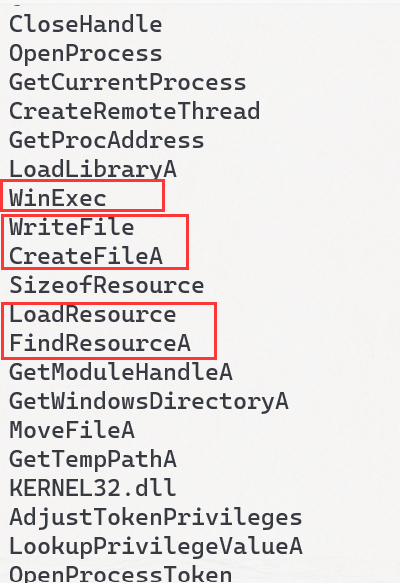 CloseHandle
OpenProcess
GetCurrentProcess
CreateRemoteThread
GetProcAddress
LoadLibraryA
WinExec
WriteFile
CreateFileA
SizeofResource
LoadResource
FindResourceA
GetModuleHandleA
GetWindowsDirectoryA
MoveFileA
GetTempPathA
KERNEL32.dll
AdjustTokenPrivileges
LookupPrivilegeValueA
OpenProcessToken